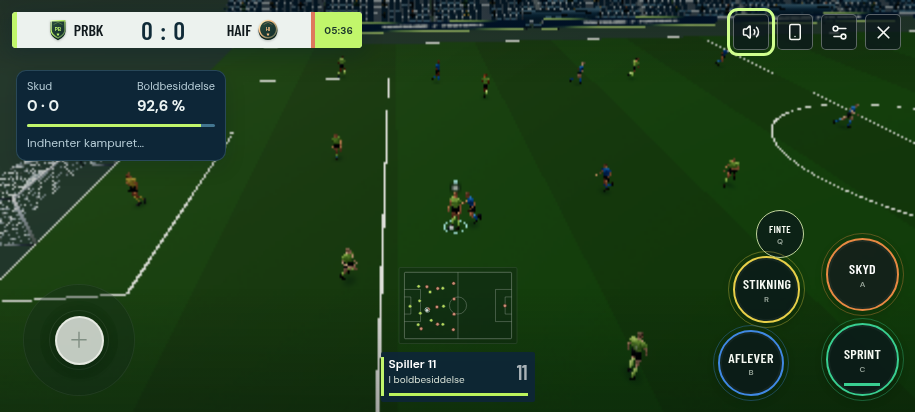 PRBK 0 : 0 HAIF 05:36
Skud Boldbesiddelse
0 · 0 92,6 %
Indhenter kampuret...
FINTE
Q
STIKNING
R
SKYD
A
AFLEVER
B
SPRINT
C
Spiller 11
I boldbesiddelse
11